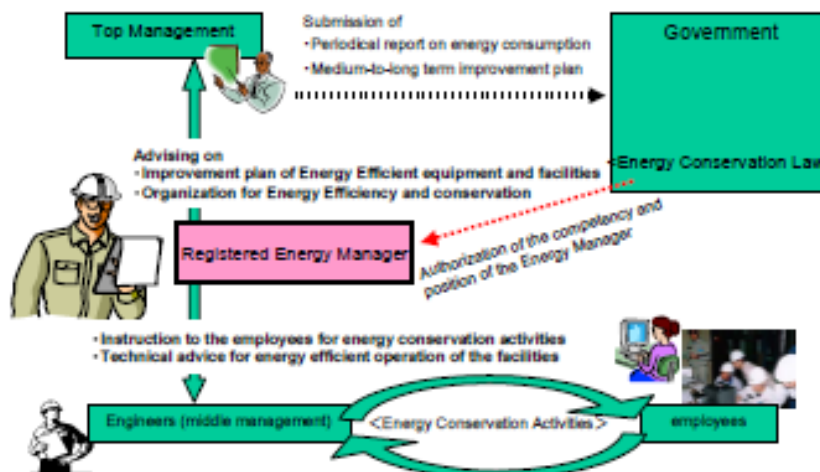 Top Management
Submission of
・Periodical report on energy consumption
・Medium-to-long term improvement plan
Government
<Energy Conservation Law
Advising on
・Improvement plan of Energy Efficient equipment and facilities
・Organization for Energy Efficiency and conservation
Registered Energy Manager
Authorization of the competency and
position of the Energy Manager
・Instruction to the employees for energy conservation activities
・Technical advice for energy efficient operation of the facilities
Engineers (middle management)
<Energy Conservation Activities>
employees